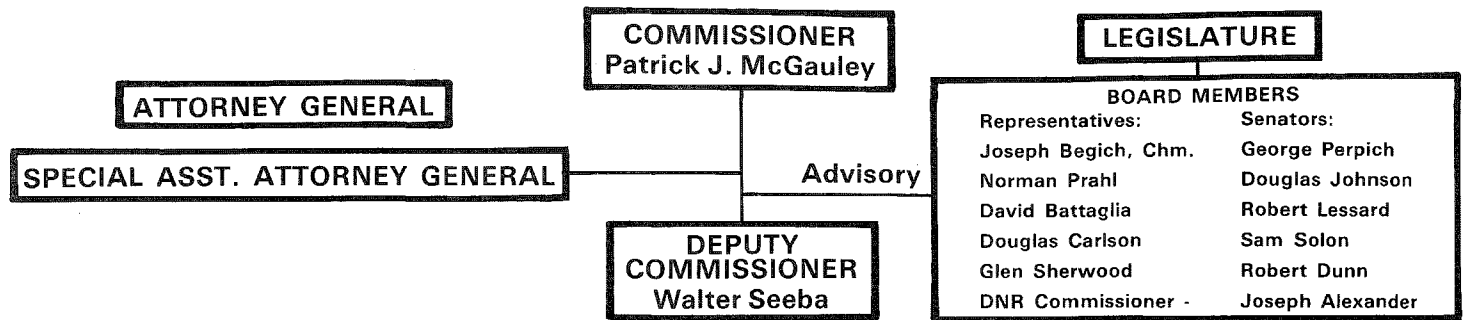 COMMISSIONER
Patrick J. McGauley
LEGISLATURE
ATTORNEY GENERAL
SPECIAL ASST. ATTORNEY GENERAL
Advisory
BOARD MEMBERS
Representatives: Senators:
Joseph Begich, Chm. George Perpich
Norman Prahl Douglas Johnson
David Battaglia Robert Lessard
Douglas Carlson Sam Solon
Glen Sherwood Robert Dunn
DNR Commissioner - Joseph Alexander
DEPUTY
COMMISSIONER
Walter Seeba